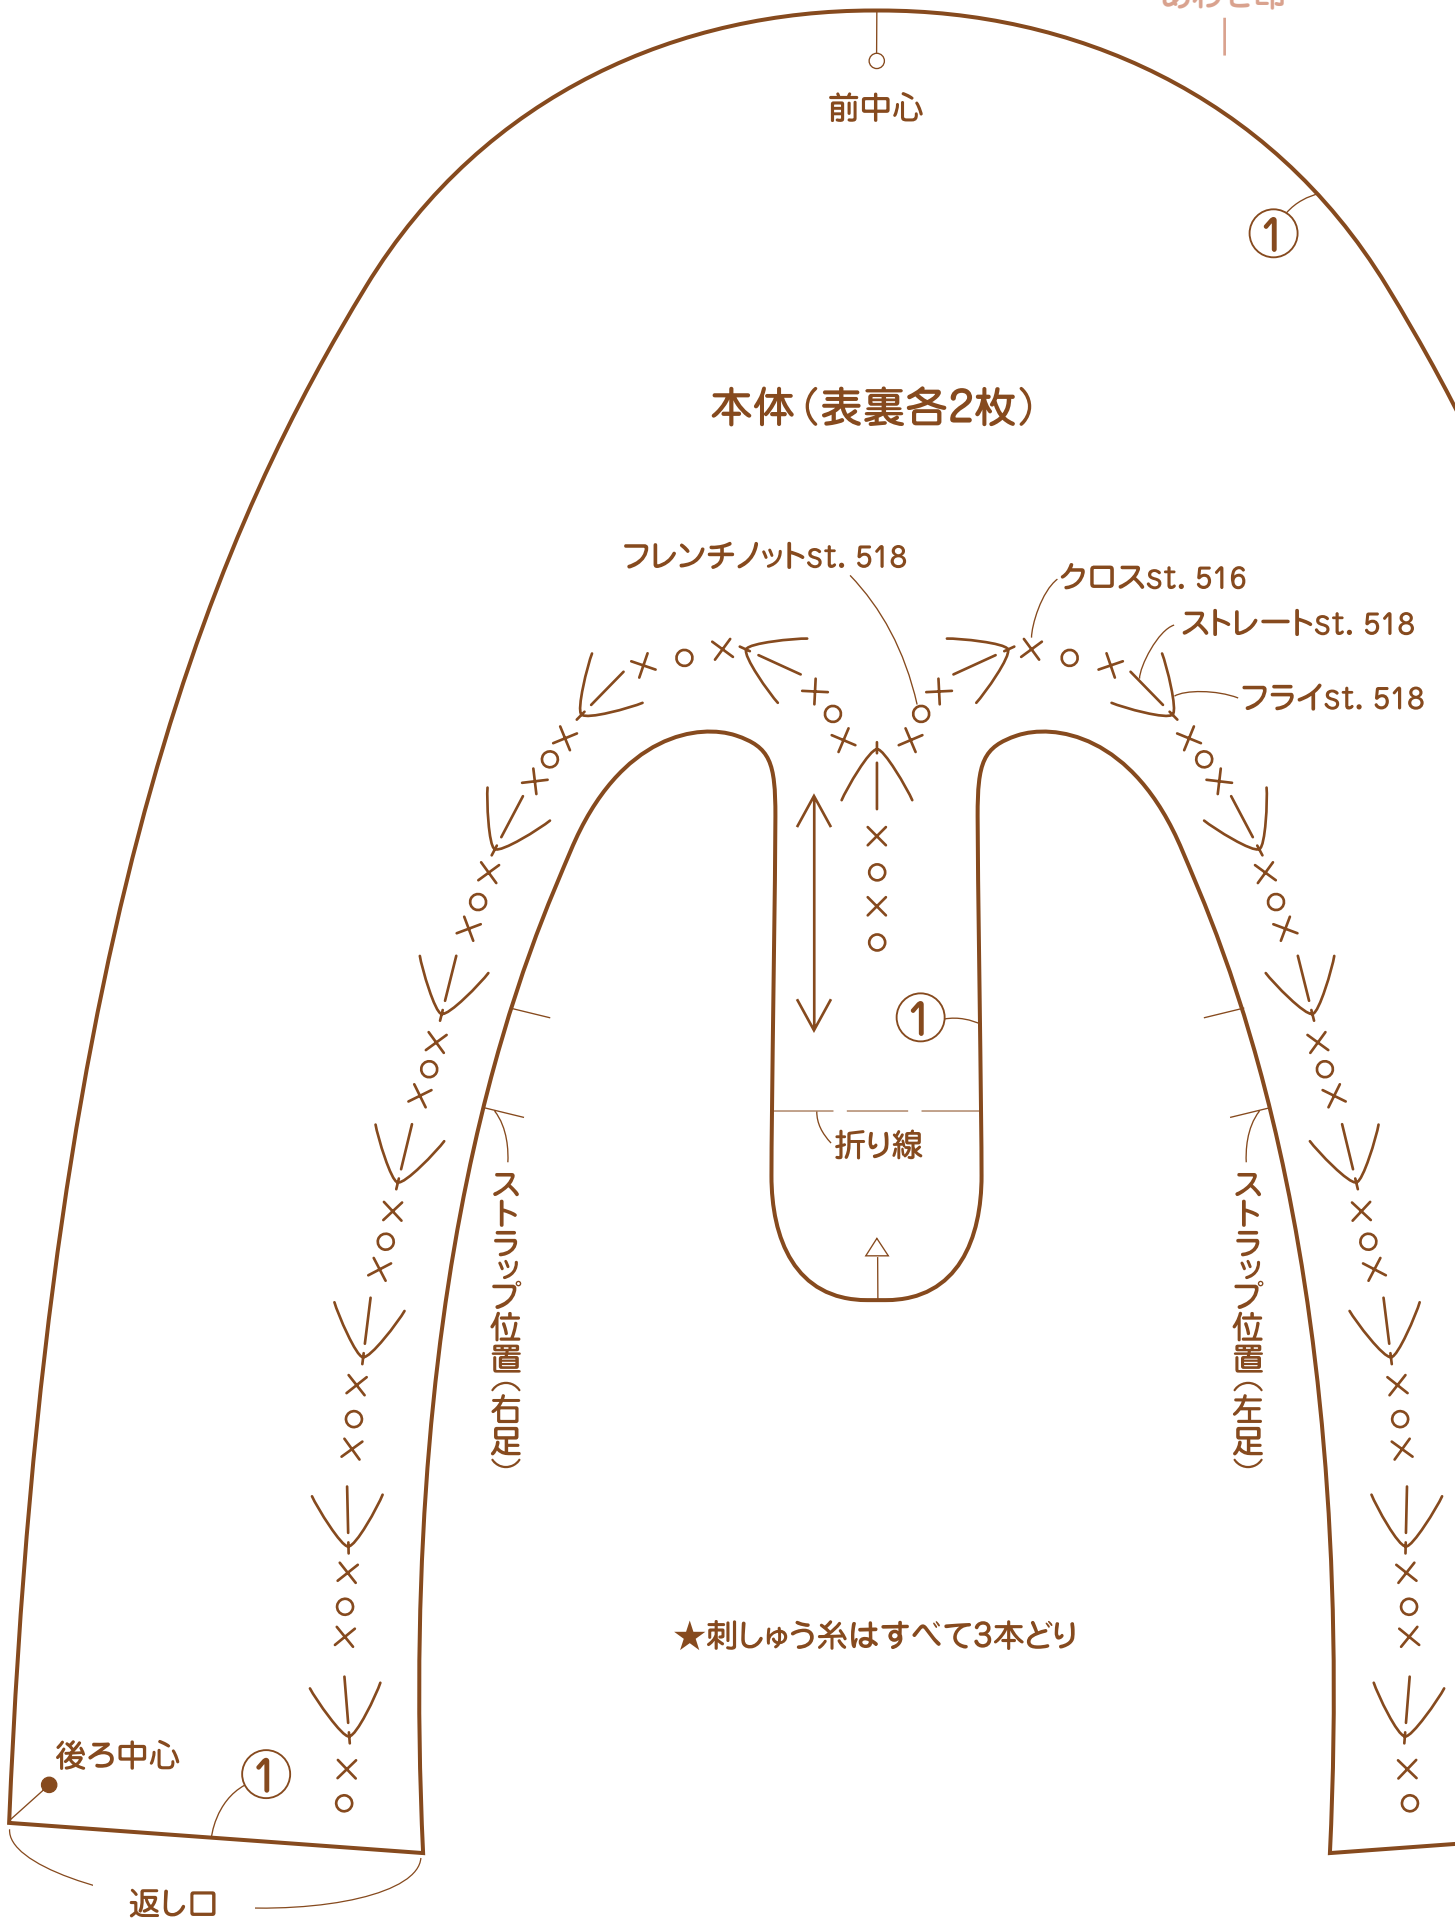 あわせ印
前中心
1
本体（表裏各2枚）
フレンチノットst. 518
クロスst. 516
ストレートst. 518
フライst. 518
1
折り線
ストラップ位置（右足）
ストラップ位置（左足）
★刺しゅう糸はすべて3本どり
後ろ中心
1
返し口